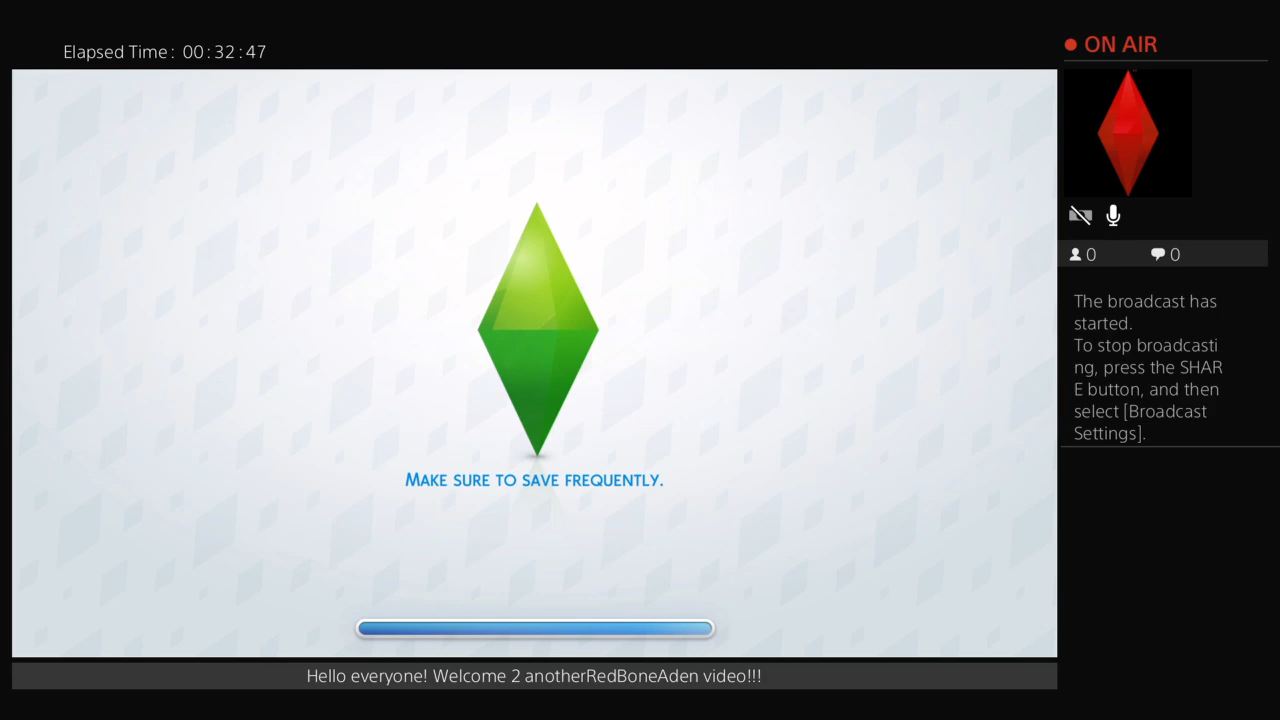 Elapsed Time: 00:32:47
ON AIR
MAKE SURE TO SAVE FREQUENTLY.
0
0
The broadcast has
started.
To stop broadcasti
ng, press the SHAR
E button, and then
select [Broadcast
Settings].
Hello everyone! Welcome 2 anotherRedBoneAden video!!!